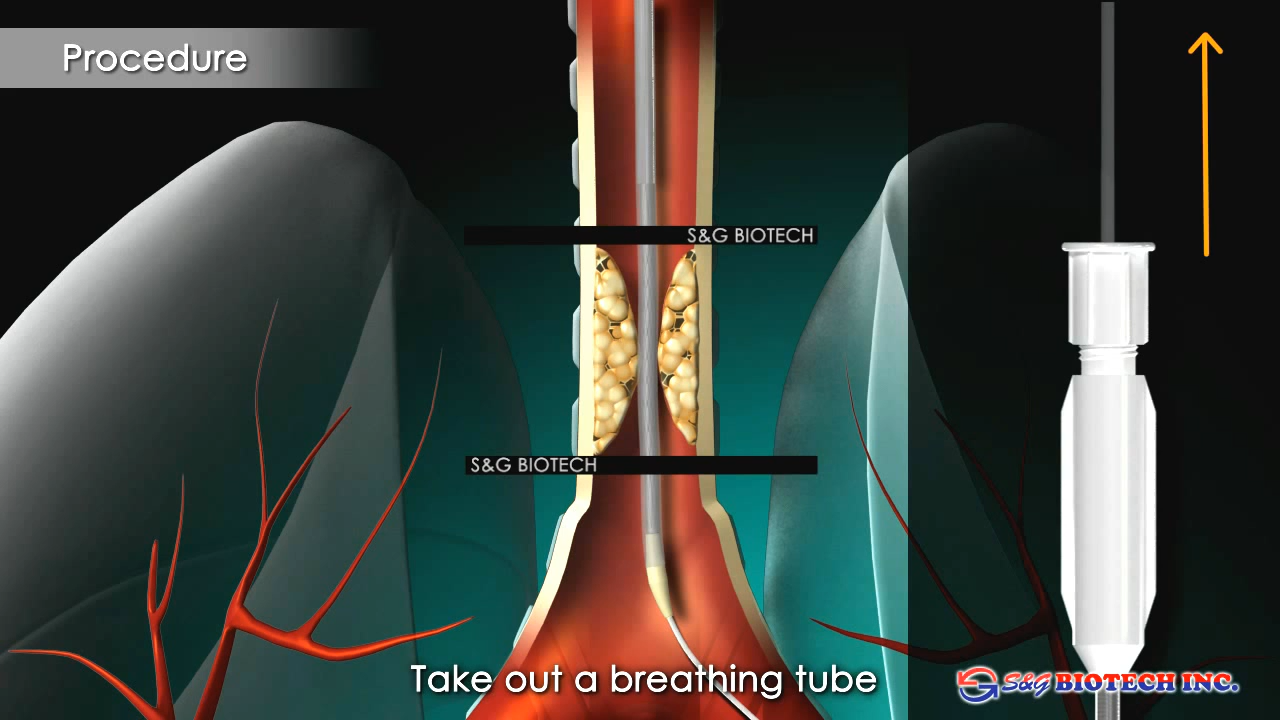 Procedure
S&G BIOTECH
S&G BIOTECH
Take out a breathing tube
S&G BIOTECH INC.